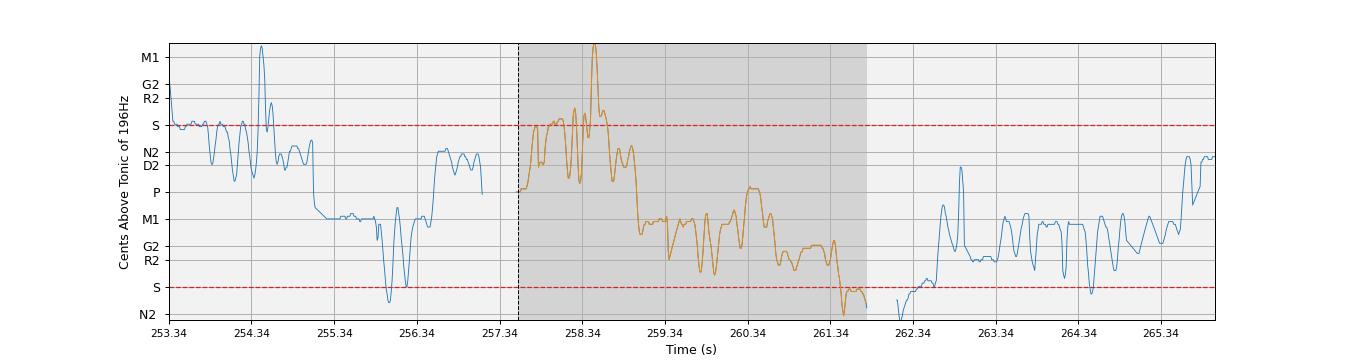 Cents Above Tonic of 196Hz
M1
G2
R2
S
N2
D2
P
M1
G2
R2
S
N2
253.34 254.34 255.34 256.34 257.34 258.34 259.34 260.34 261.34 262.34 263.34 264.34 265.34
Time (s)